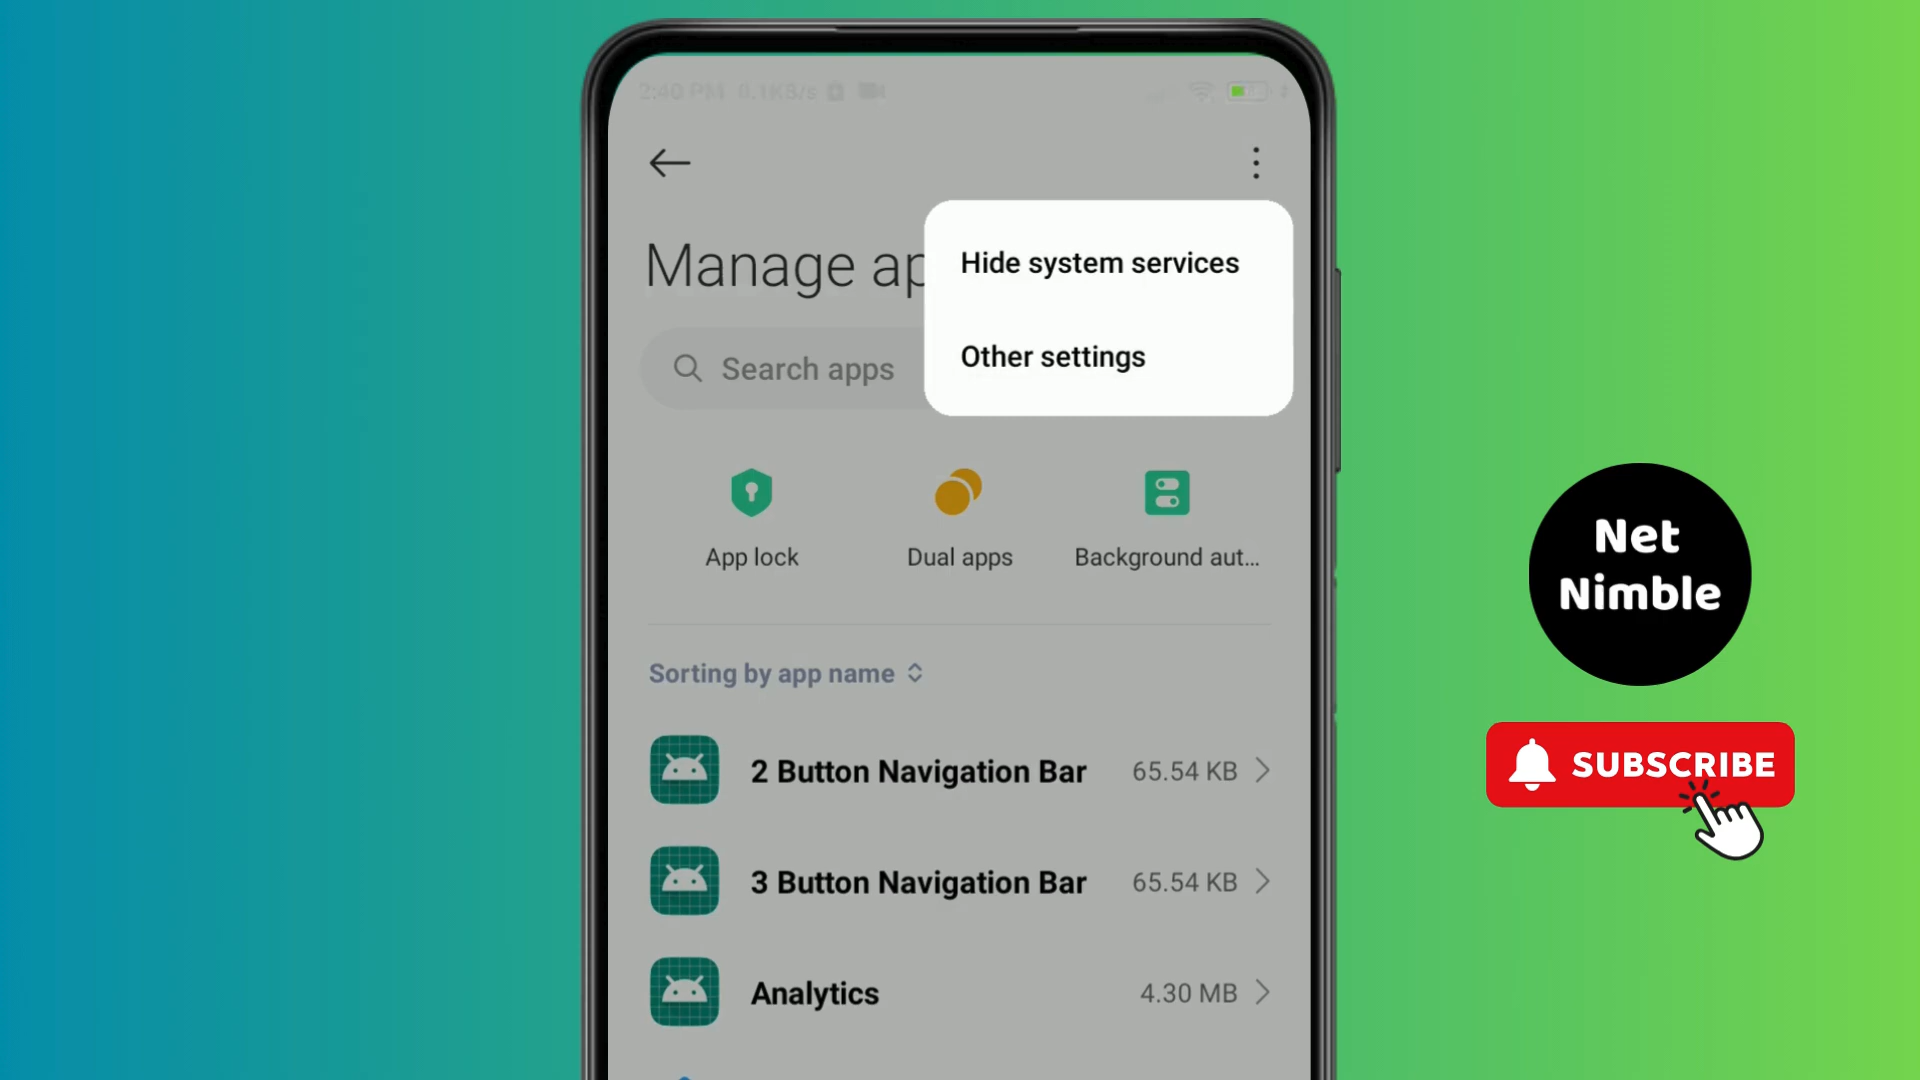 2:40 PM 0.1KB/s
Manage ap
Hide system services
Other settings
Search apps
App lock
Dual apps
Background aut...
Sorting by app name
2 Button Navigation Bar
65.54 KB
3 Button Navigation Bar
65.54 KB
Analytics
4.30 MB
Net
Nimble
SUBSCRIBE